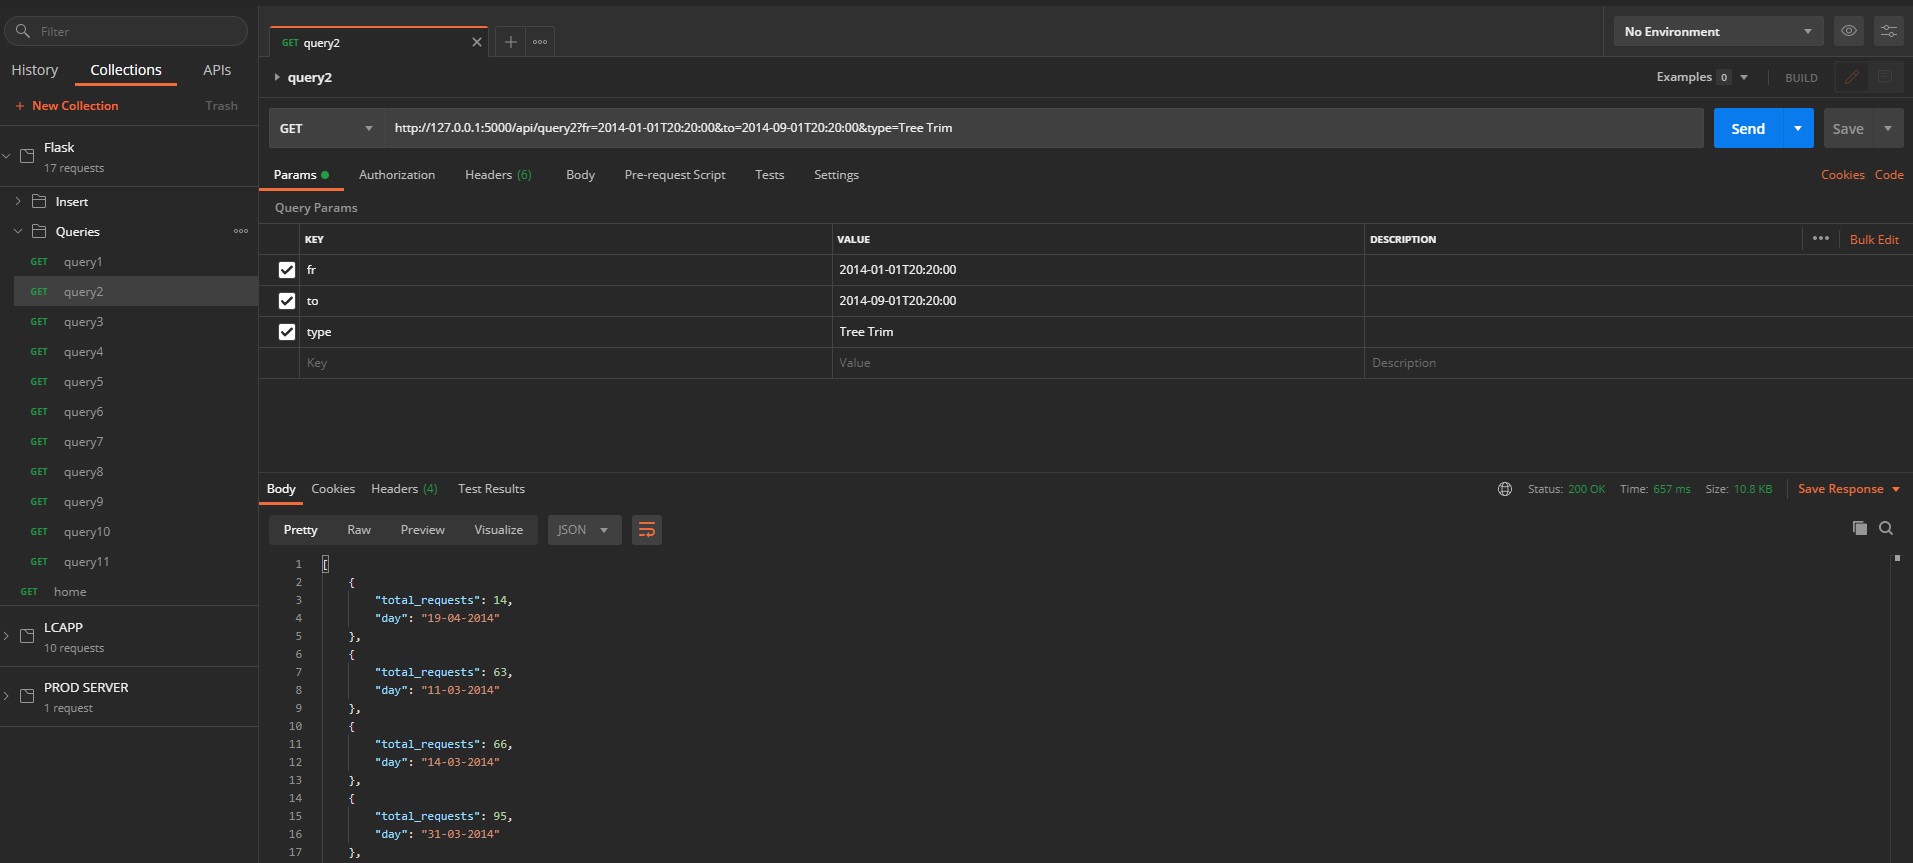 Filter
History Collections APIs
+ New Collection Trash
Flask
17 requests
Insert
Queries
GET query1
GET query2
GET query3
GET query4
GET query5
GET query6
GET query7
GET query8
GET query9
GET query10
GET query11
GET home
LCAPP
10 requests
PROD SERVER
1 request
GET query2
No Environment
query2
Examples 0 BUILD
GET http://127.0.0.1:5000/api/query2?fr=2014-01-01T20:20:00&to=2014-09-01T20:20:00&type=Tree Trim Send Save
Params Authorization Headers (6) Body Pre-request Script Tests Settings Cookies Code
Query Params
KEY VALUE DESCRIPTION Bulk Edit
fr 2014-01-01T20:20:00
to 2014-09-01T20:20:00
type Tree Trim
Key Value Description
Body Cookies Headers (4) Test Results Status: 200 OK Time: 657 ms Size: 10.8 KB Save Response
Pretty Raw Preview Visualize JSON
1 [
2 {
3 "total_requests": 14,
4 "day": "19-04-2014"
5 },
6 {
7 "total_requests": 63,
8 "day": "11-03-2014"
9 },
10 {
11 "total_requests": 66,
12 "day": "14-03-2014"
13 },
14 {
15 "total_requests": 95,
16 "day": "31-03-2014"
17 },